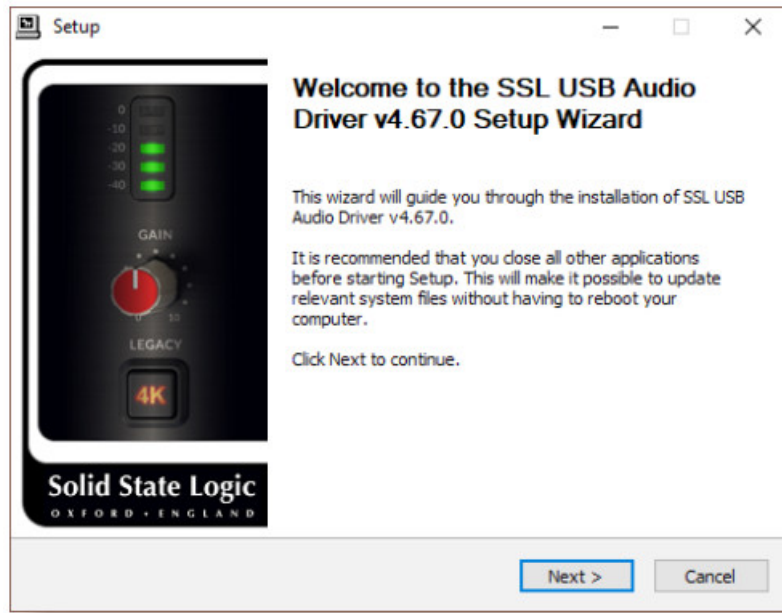 Setup
0
-10
-20
-30
-40
GAIN
0 10
LEGACY
4K
Solid State Logic
OXFORD • ENGLAND
Welcome to the SSL USB Audio
Driver v4.67.0 Setup Wizard
This wizard will guide you through the installation of SSL USB
Audio Driver v4.67.0.
It is recommended that you close all other applications
before starting Setup. This will make it possible to update
relevant system files without having to reboot your
computer.
Click Next to continue.
Next >
Cancel